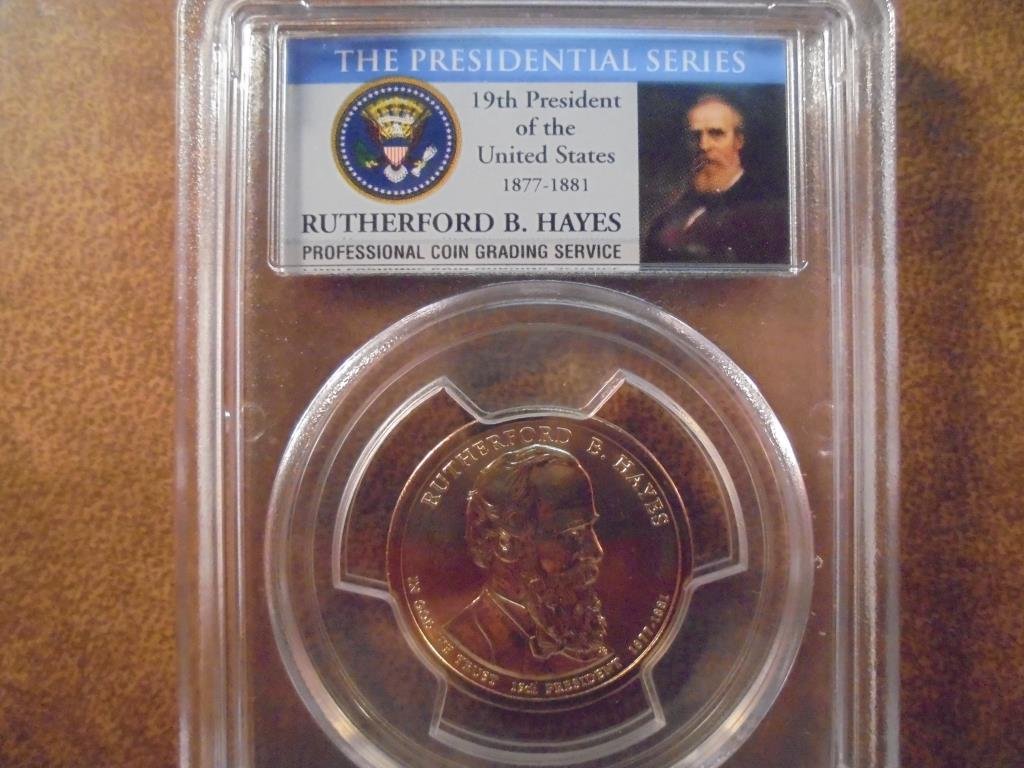 THE PRESIDENTIAL SERIES
19th President
of the
United States
1877-1881
RUTHERFORD B. HAYES
PROFESSIONAL COIN GRADING SERVICE
RUTHERFORD B. HAYES
IN GOD WE TRUST 19th PRESIDENT 1877-1881